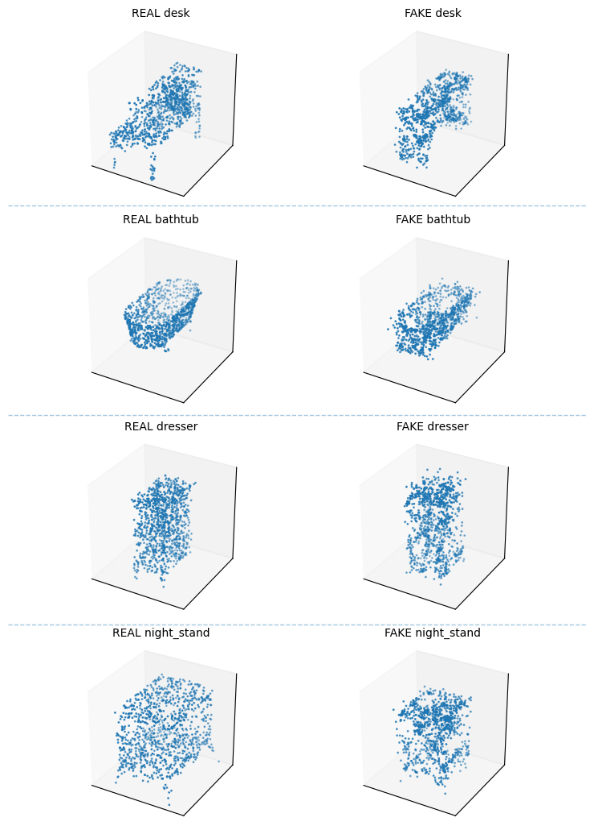 REAL desk
FAKE desk
REAL bathtub
FAKE bathtub
REAL dresser
FAKE dresser
REAL night_stand
FAKE night_stand